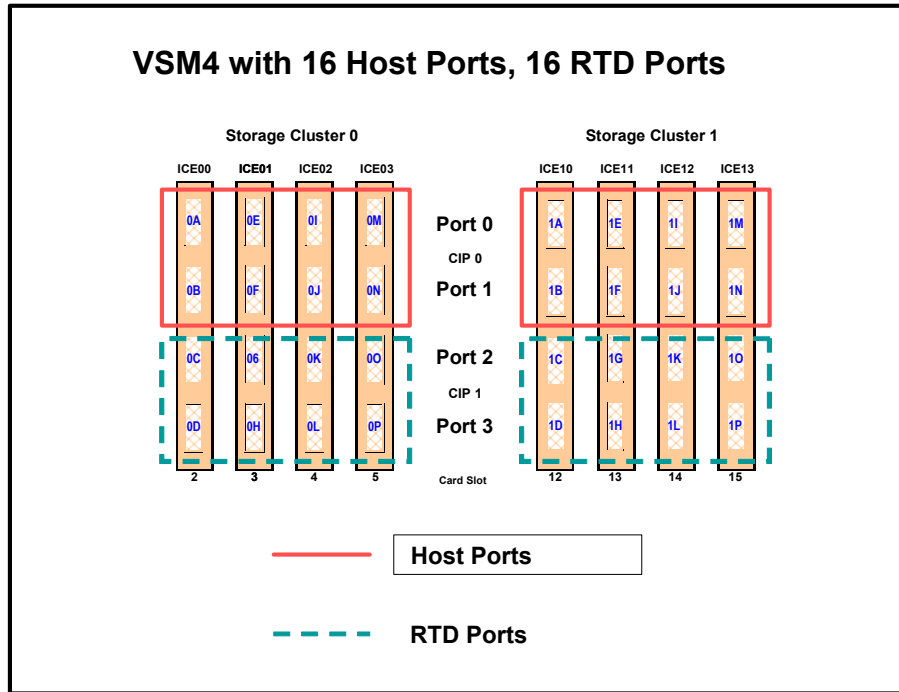 VSM4 with 16 Host Ports, 16 RTD Ports
Storage Cluster 0 Storage Cluster 1
ICE00 ICE01 ICE02 ICE03 ICE10 ICE11 ICE12 ICE13
0A 0E 0I 0M Port 0 1A 1E 1I 1M
CIP 0
0B 0F 0J 0N Port 1 1B 1F 1J 1N
0C 06 0K 0O Port 2 1C 1G 1K 1O
CIP 1
0D 0H 0L 0P Port 3 1D 1H 1L 1P
2 3 4 5 Card Slot 12 13 14 15
Host Ports
RTD Ports